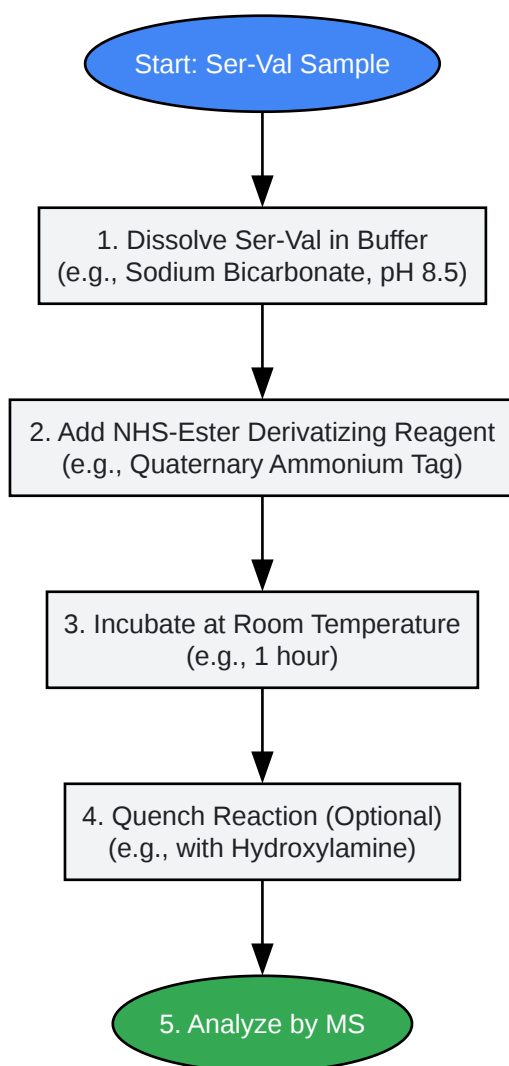 Start: Ser-Val Sample
1. Dissolve Ser-Val in Buffer
(e.g., Sodium Bicarbonate, pH 8.5)
2. Add NHS-Ester Derivatizing Reagent
(e.g., Quaternary Ammonium Tag)
3. Incubate at Room Temperature
(e.g., 1 hour)
4. Quench Reaction (Optional)
(e.g., with Hydroxylamine)
5. Analyze by MS